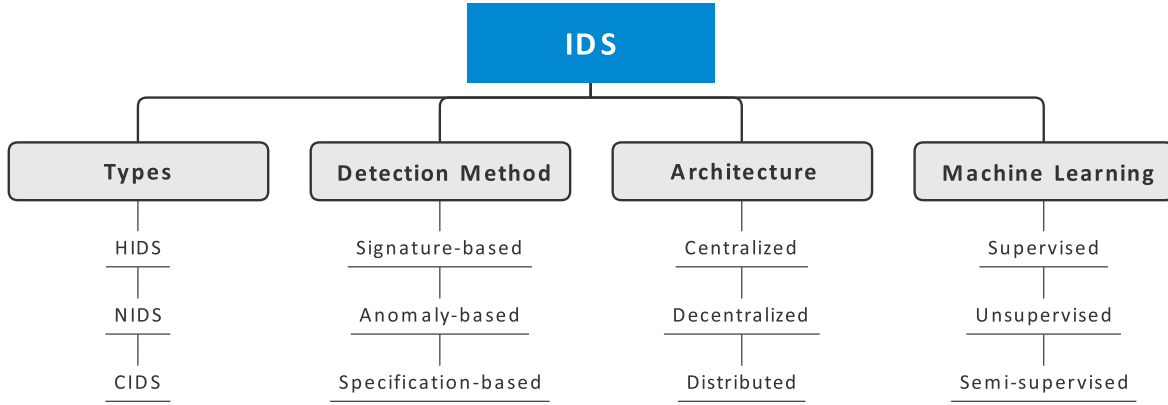 IDS
Types
Detection Method
Architecture
Machine Learning
HIDS
Signature-based
Centralized
Supervised
NIDS
Anomaly-based
Decentralized
Unsupervised
CIDS
Specification-based
Distributed
Semi-supervised